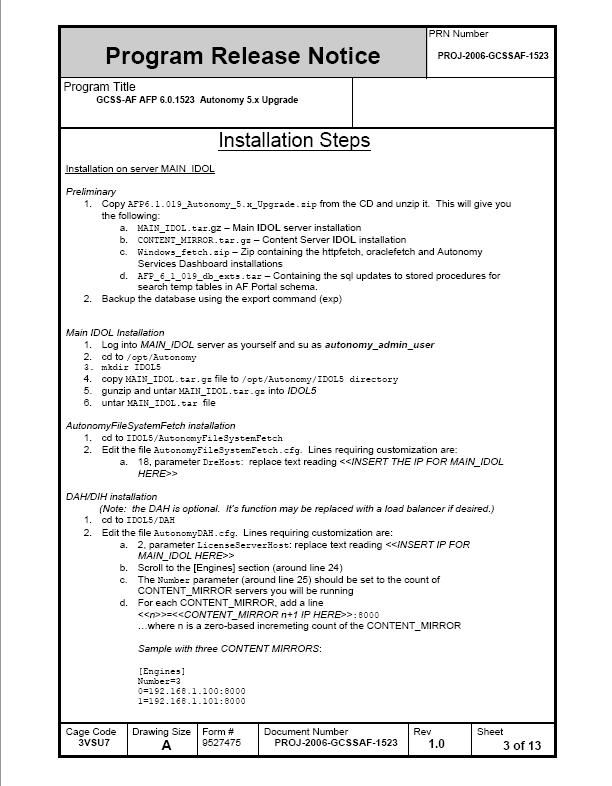 Program Release Notice
PRN Number
PROJ-2006-GCSSAF-1523
Program Title
GCSS-AF AFP 6.0.1523 Autonomy 5.x Upgrade
Installation Steps
Installation on server MAIN_IDOL
Preliminary
1. Copy AFP6.1.019_Autonomy_5.x_Upgrade.zip from the CD and unzip it. This will give you
the following:
a. MAIN_IDOL.tar.gz – Main IDOL server installation
b. CONTENT_MIRROR.tar.gz – Content Server IDOL installation
c. Windows_fetch.zip – Zip containing the httpfetch, oraclefetch and Autonomy
Services Dashboard installations
d. AFP_6_1_019_db_exts.tar – Containing the sql updates to stored procedures for
search temp tables in AF Portal schema.
2. Backup the database using the export command (exp)
Main IDOL Installation
1. Log into MAIN_IDOL server as yourself and su as autonomy_admin_user
2. cd to /opt/Autonomy
3. mkdir IDOL5
4. copy MAIN_IDOL.tar.gz file to /opt/Autonomy/IDOL5 directory
5. gunzip and untar MAIN_IDOL.tar.gz into IDOL5
6. untar MAIN_IDOL.tar file
AutonomyFileSystemFetch installation
1. cd to IDOL5/AutonomyFileSystemFetch
2. Edit the file AutonomyFileSystemFetch.cfg. Lines requiring customization are:
a. 18, parameter DreHost: replace text reading <<INSERT THE IP FOR MAIN_IDOL
HERE>>
DAH/DIH installation
(Note: the DAH is optional. It's function may be replaced with a load balancer if desired.)
1. cd to IDOL5/DAH
2. Edit the file AutonomyDAH.cfg. Lines requiring customization are:
a. 2, parameter LicenseServerHost: replace text reading <<INSERT IP FOR
MAIN_IDOL HERE>>
b. Scroll to the [Engines] section (around line 24)
c. The Number parameter (around line 25) should be set to the count of
CONTENT_MIRROR servers you will be running
d. For each CONTENT_MIRROR, add a line
<<n>>=<<CONTENT_MIRROR n+1 IP HERE>>:8000
…where n is a zero-based incremeting count of the CONTENT_MIRROR
Sample with three CONTENT MIRRORS:
[Engines]
Number=3
0=192.168.1.100:8000
1=192.168.1.101:8000
Cage Code
3VSU7
Drawing Size
A
Form #
9527475
Document Number
PROJ-2006-GCSSAF-1523
Rev
1.0
Sheet
3 of 13